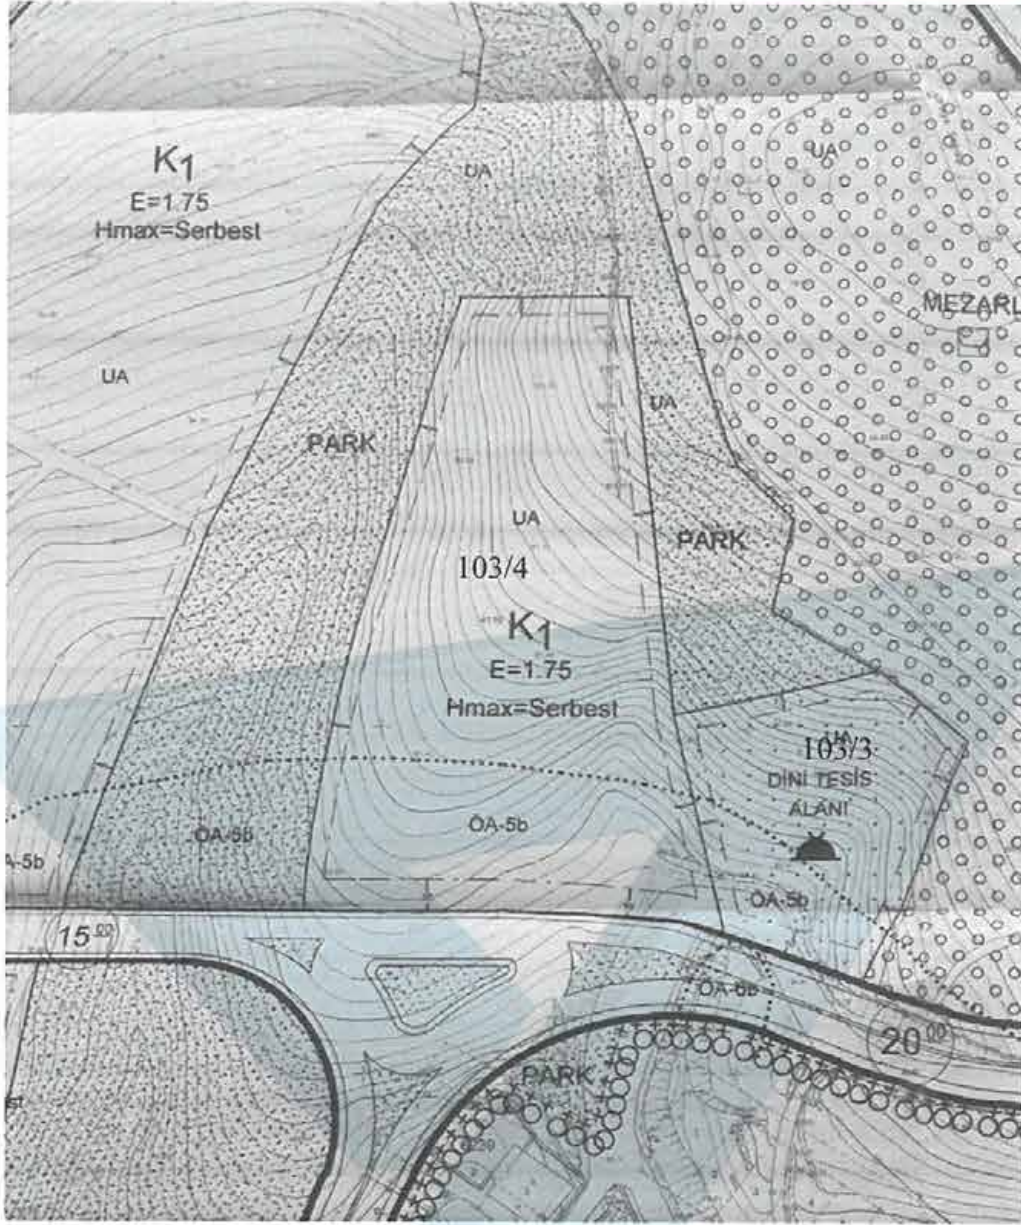 K1
E=1.75
Hmax=Serbest
UA
UA
MEZARL
UA
UA
PARK
UA
PARK
103/4
K1
E=1.75
Hmax=Serbest
UA
103/3
DİNİ TESİS
ALANI
ÖA-5b
ÖA-5b
A-5b
ÖA-5b
15.00
ÖA-6b
20.00
PARK